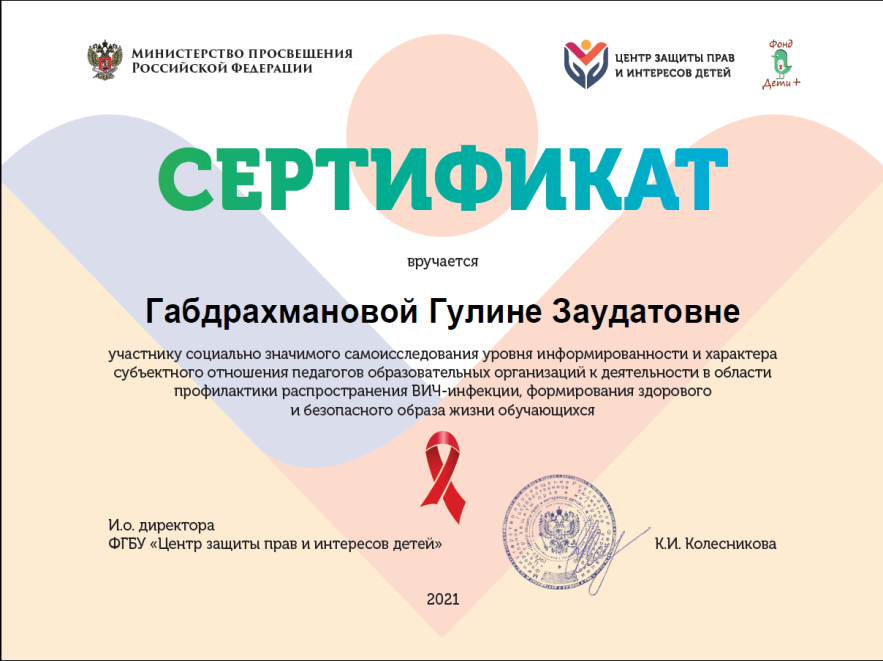 МИНИСТЕРСТВО ПРОСВЕЩЕНИЯ
РОССИЙСКОЙ ФЕДЕРАЦИИ
ЦЕНТР ЗАЩИТЫ ПРАВ
И ИНТЕРЕСОВ ДЕТЕЙ
Фонд
Дети+
СЕРТИФИКАТ
вручается
Габдрахмановой Гулине Заудатовне
участнику социально значимого самоисследования уровня информированности и характера
субъектного отношения педагогов образовательных организаций к деятельности в области
профилактики распространения ВИЧ-инфекции, формирования здорового
и безопасного образа жизни обучающихся
И.о. директора
ФГБУ «Центр защиты прав и интересов детей»
К.И. Колесникова
2021